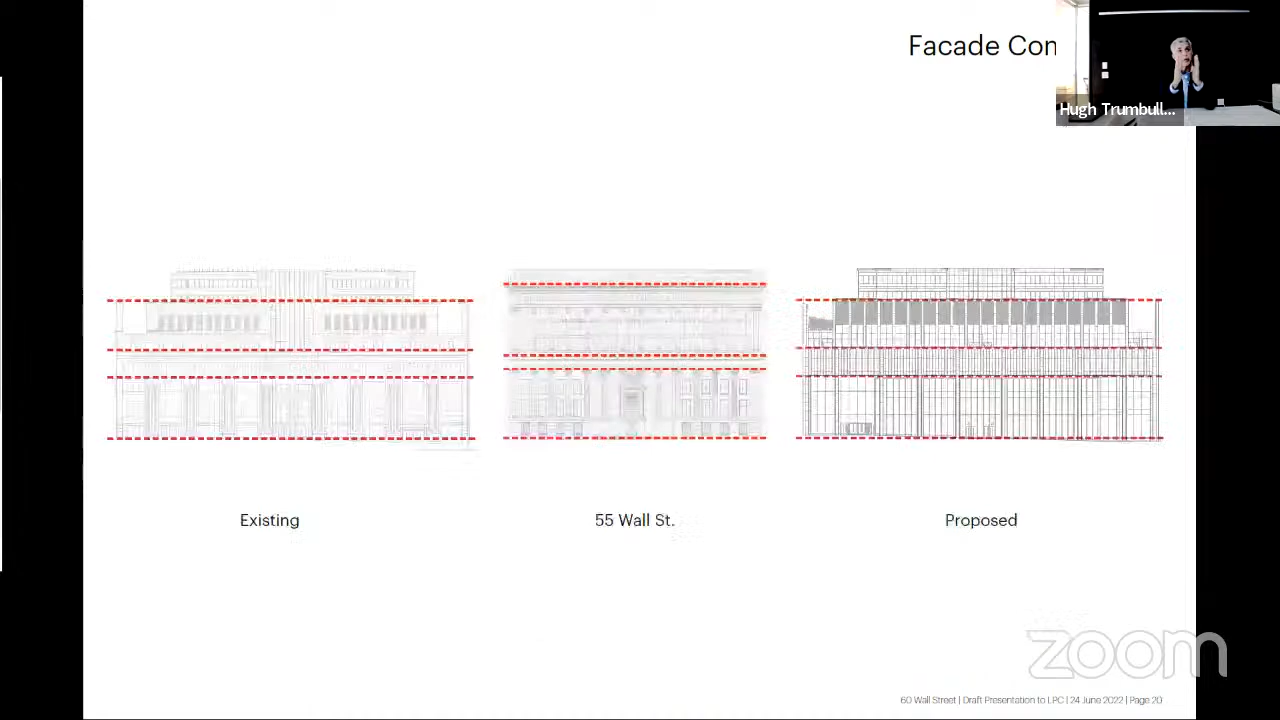 Facade Con
Hugh Trumbull...
Existing
55 Wall St.
Proposed
zoom
60 Wall Street | Draft Presentation to LPC | 24 June 2022 | Page 20